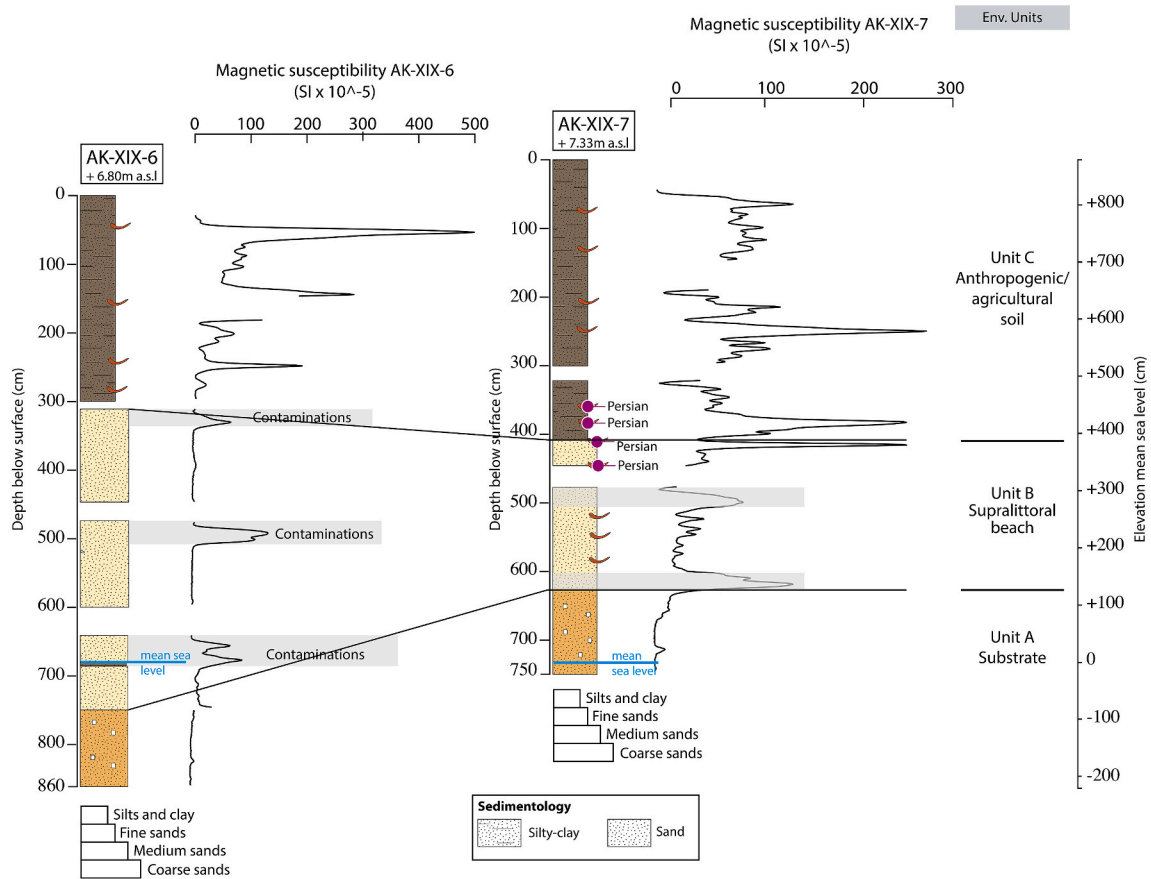 Magnetic susceptibility AK-XIX-7
(SI x 10^-5)
Env. Units
0 100 200 300
Magnetic susceptibility AK-XIX-6
(SI x 10^-5)
0 100 200 300 400 500
AK-XIX-6
+ 6.80m a.s.l
AK-XIX-7
+ 7.33m a.s.l
Depth below surface (cm)
0
100
200
300
400
500
600
700
800
860
Contaminations
Contaminations
Contaminations
mean sea
level
Silts and clay
Fine sands
Medium sands
Coarse sands
Depth below surface (cm)
0
100
200
300
400
500
600
700
750
Persian
Persian
Persian
Persian
mean
sea level
Silts and clay
Fine sands
Medium sands
Coarse sands
Unit C
Anthropogenic/
agricultural
soil
Unit B
Supralittoral
beach
Unit A
Substrate
+800
+700
+600
+500
+400
+300
+200
+100
0
-100
-200
Elevation mean sea level (cm)
Sedimentology
Silty-clay
Sand